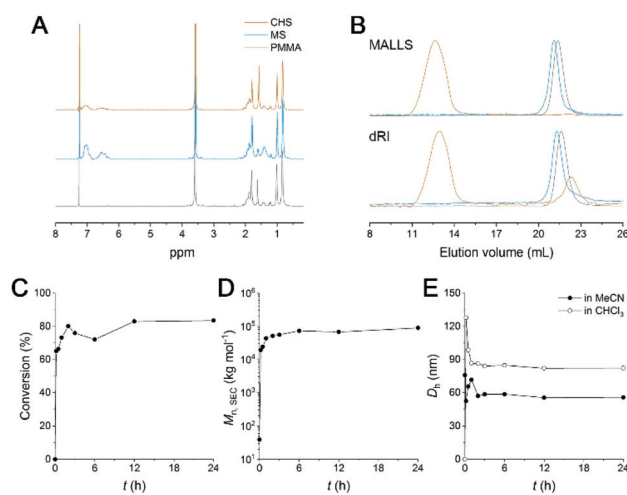 A
CHS
MS
PMMA
8 7 6 5 4 3 2 1
ppm
B
MALLS
dRI
8 11 14 17 20 23 26
Elution volume (mL)
C
Conversion (%)
100
80
60
40
20
0
0 6 12 18 24
t (h)
D
Mn, SEC (kg mol⁻¹)
10⁶
10⁵
10⁴
10³
10²
10¹
0 6 12 18 24
t (h)
E
in MeCN
in CHCl₃
Dh (nm)
150
120
90
60
30
0
0 6 12 18 24
t (h)